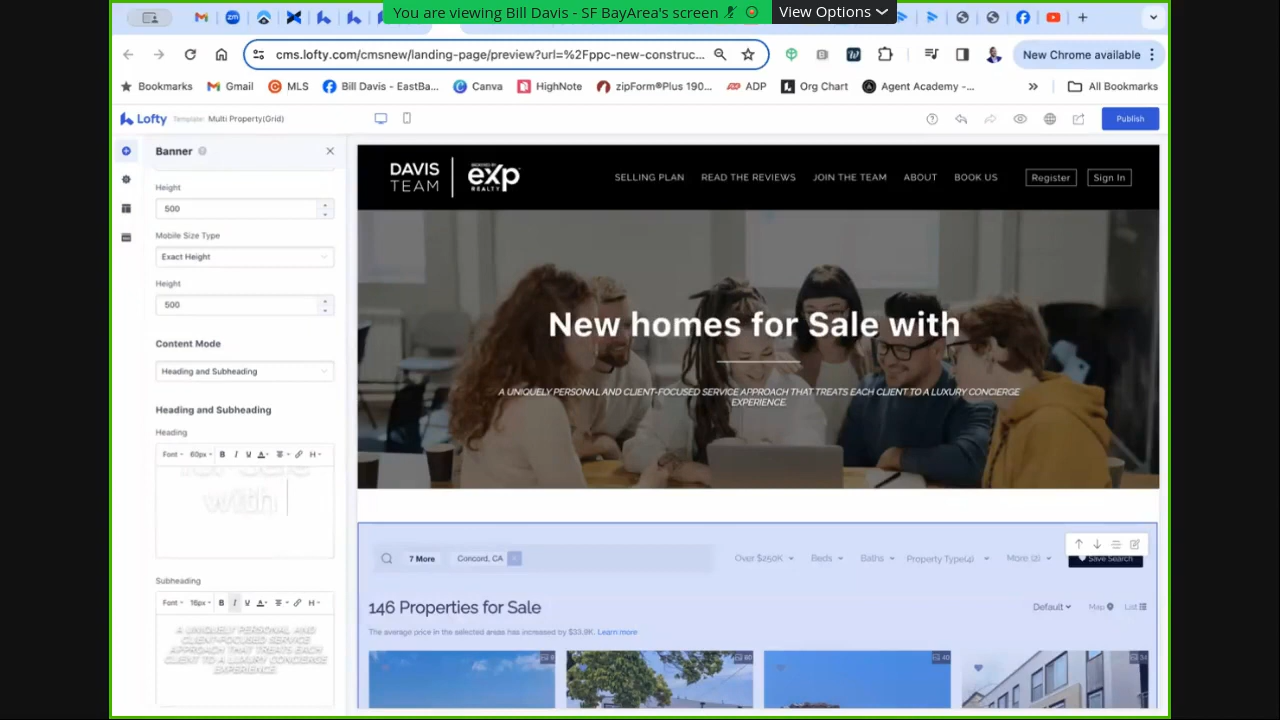 You are viewing Bill Davis - SF BayArea's screen
View Options
cms.lofty.com/cmsnew/landing-page/preview?url=%2Fppc-new-construc...
New Chrome available
Bookmarks
Gmail
MLS
Bill Davis - EastBa...
Canva
HighNote
zipForm®Plus 190...
ADP
Org Chart
Agent Academy -...
»
All Bookmarks
Lofty
Template: Multi Property(Grid)
Publish
Banner
Height
500
Mobile Size Type
Exact Height
Height
500
Content Mode
Heading and Subheading
Heading and Subheading
Heading
Font 60px B I U A H
for Sale
with
Subheading
Font 16px B I U A H
A UNIQUELY PERSONAL AND
CLIENT-FOCUSED SERVICE
APPROACH THAT TREATS EACH
CLIENT TO A LUXURY CONCIERGE
EXPERIENCE.
DAVIS
TEAM
exp
REALTY
SELLING PLAN
READ THE REVIEWS
JOIN THE TEAM
ABOUT
BOOK US
Register
Sign In
New homes for Sale with
A UNIQUELY PERSONAL AND CLIENT-FOCUSED SERVICE APPROACH THAT TREATS EACH CLIENT TO A LUXURY CONCIERGE
EXPERIENCE.
7 More
Concord, CA
Over $250K
Beds
Baths
Property Type(4)
More (2)
Save Search
146 Properties for Sale
Default
Map
List
The average price in the selected areas has increased by $33.9K. Learn more
80
40